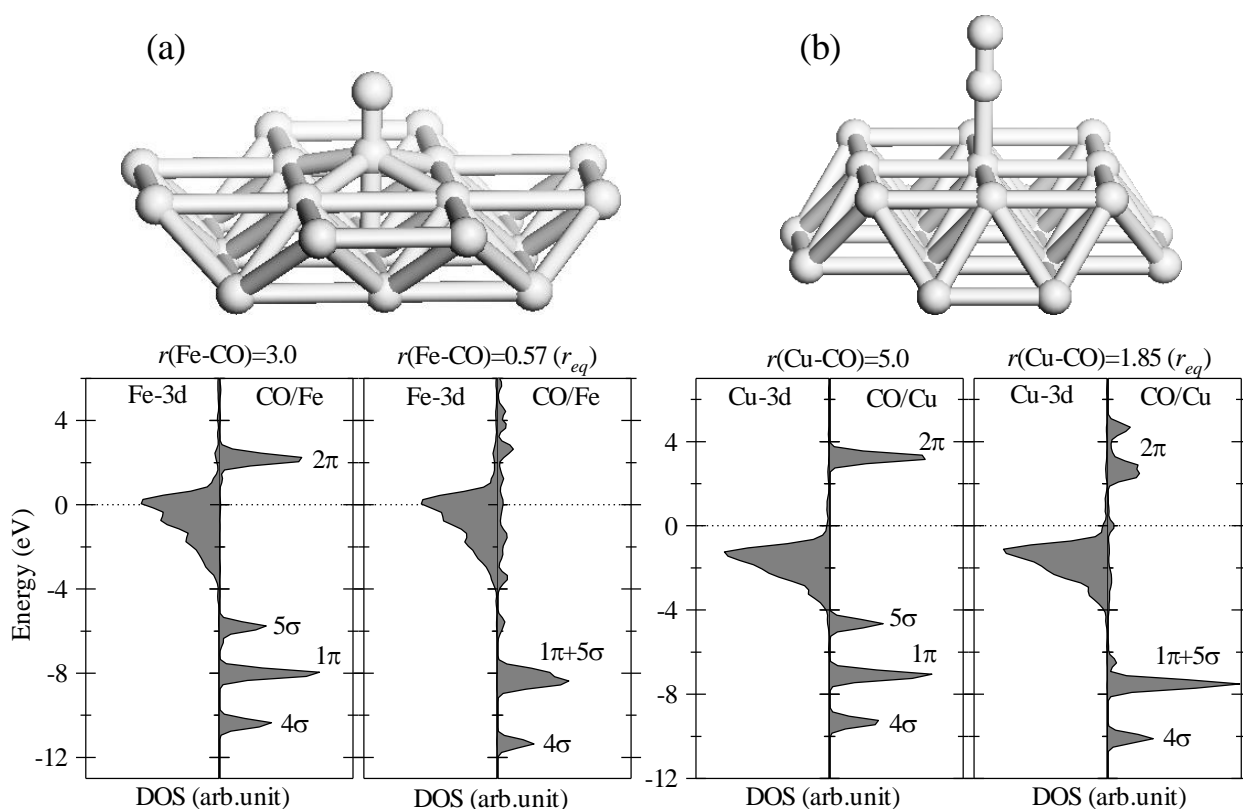 (a)
(b)
r(Fe-CO)=3.0
r(Fe-CO)=0.57 (r_eq)
r(Cu-CO)=5.0
r(Cu-CO)=1.85 (r_eq)
Energy (eV)
4
0
-4
-8
-12
Fe-3d
CO/Fe
2π
5σ
1π
4σ
DOS (arb.unit)
Fe-3d
CO/Fe
1π+5σ
4σ
DOS (arb.unit)
4
0
-4
-8
-12
Cu-3d
CO/Cu
2π
5σ
1π
4σ
DOS (arb.unit)
Cu-3d
CO/Cu
2π
1π+5σ
4σ
DOS (arb.unit)